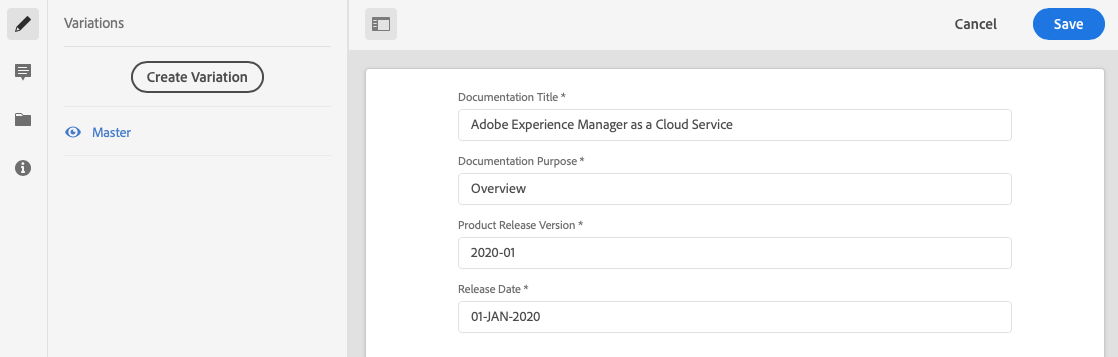 Variations
Cancel
Save
Create Variation
Master
Documentation Title *
Adobe Experience Manager as a Cloud Service
Documentation Purpose *
Overview
Product Release Version *
2020-01
Release Date *
01-JAN-2020